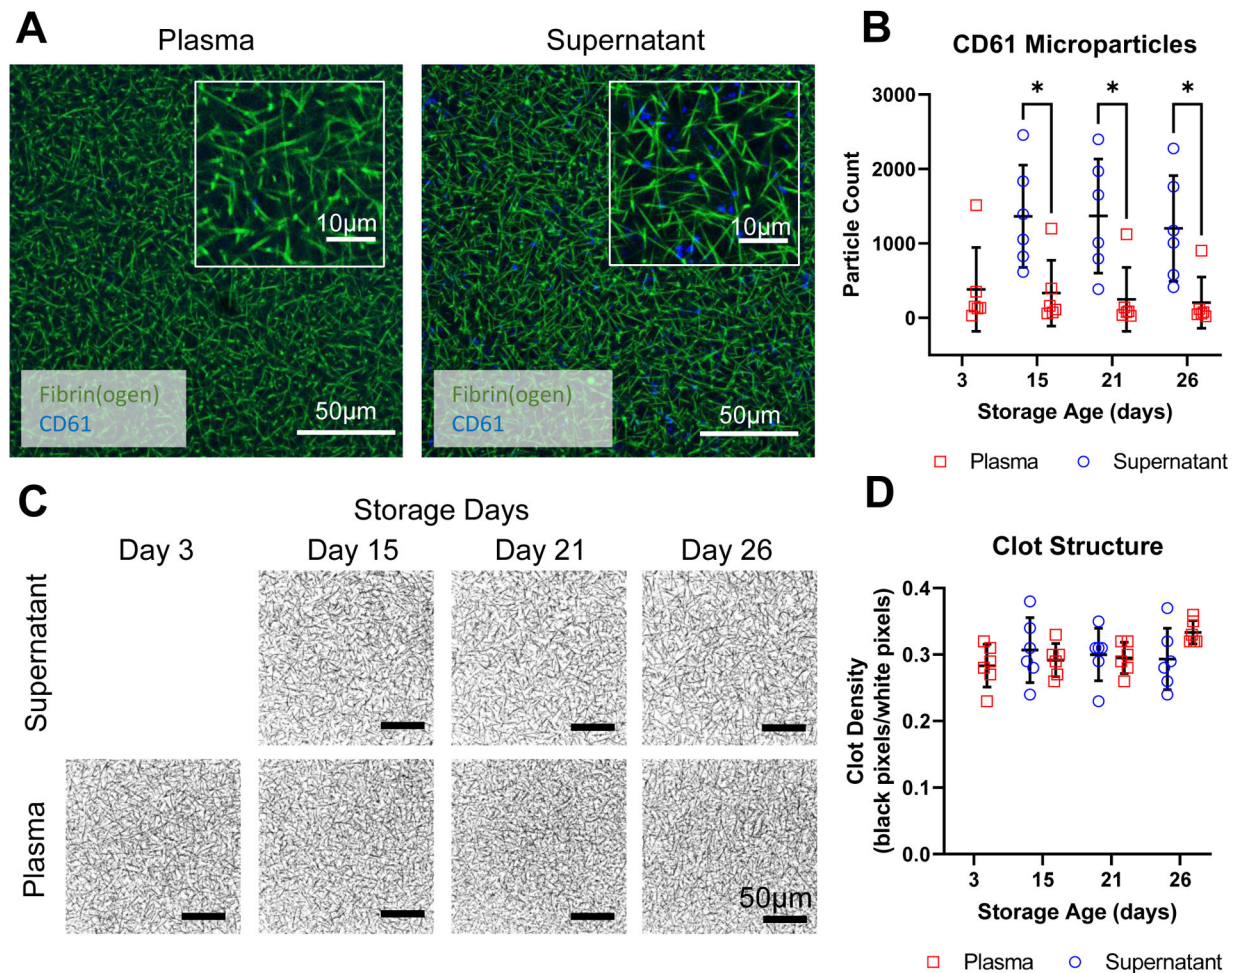 A
Plasma
Supernatant
10µm
10µm
Fibrin(ogen)
CD61
50µm
Fibrin(ogen)
CD61
50µm
B
CD61 Microparticles
*
*
*
3000
2000
1000
0
Particle Count
3
15
21
26
Storage Age (days)
Plasma
Supernatant
C
Storage Days
Day 3
Day 15
Day 21
Day 26
Supernatant
Plasma
50µm
D
Clot Structure
0.4
0.3
0.2
0.1
0.0
Clot Density
(black pixels/white pixels)
3
15
21
26
Storage Age (days)
Plasma
Supernatant